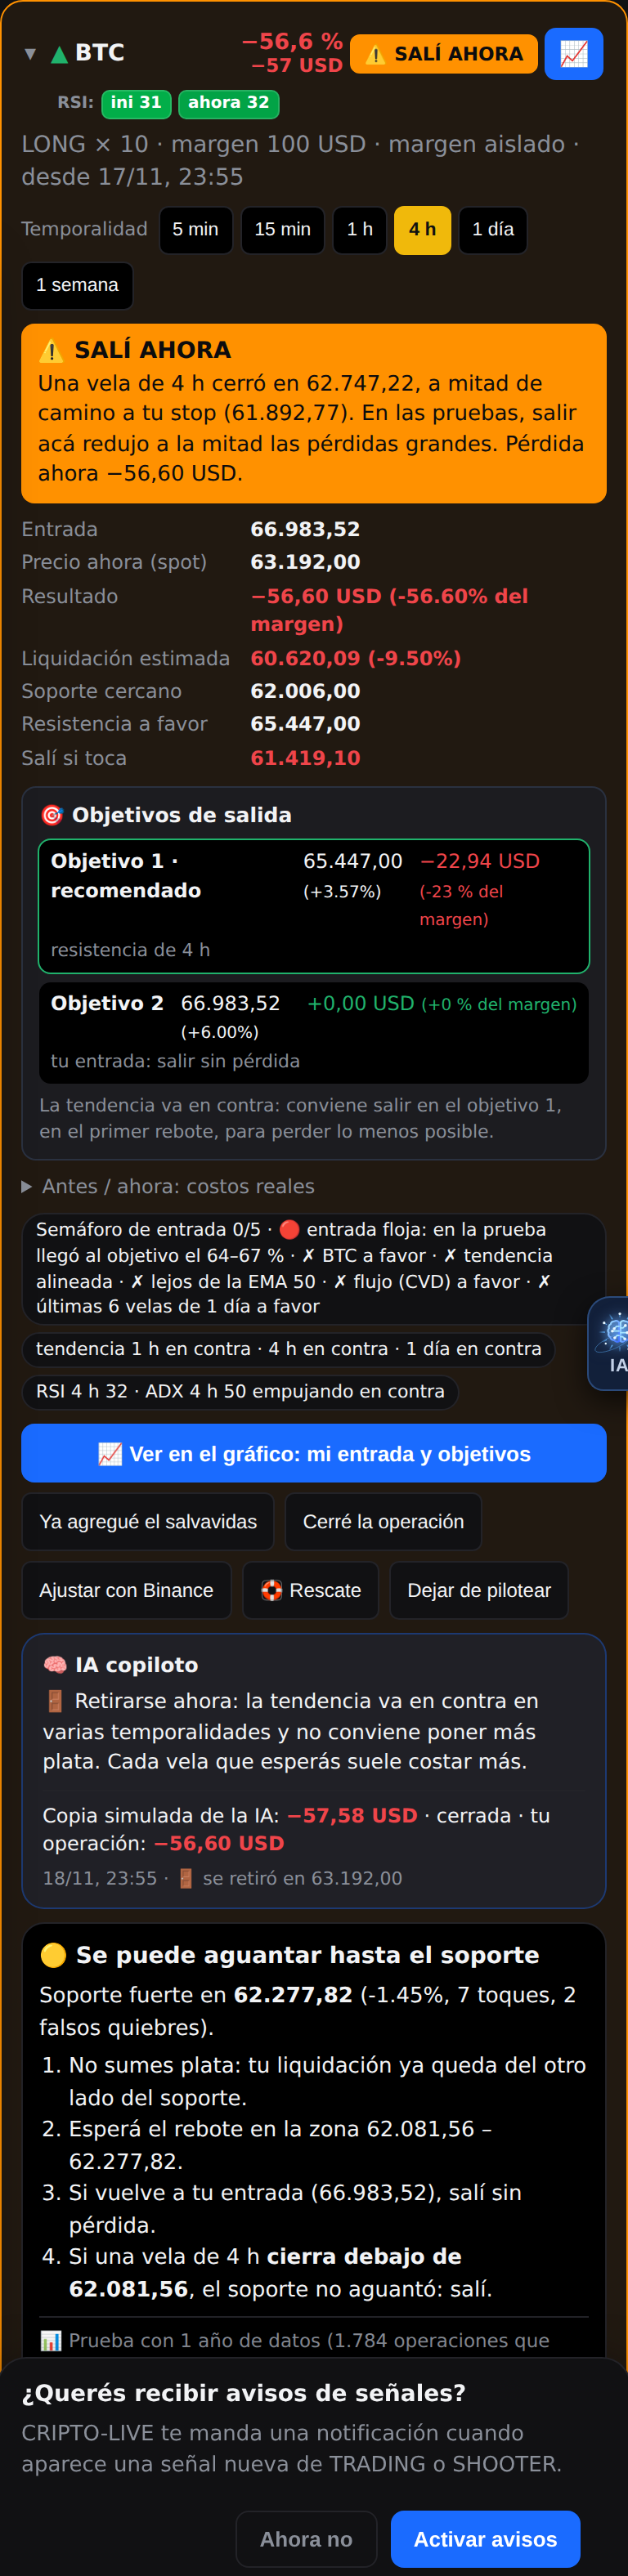 ▼ ▲ BTC
−56,6 %
−57 USD
⚠️ SALÍ AHORA
📈
RSI: ini 31 ahora 32
LONG × 10 · margen 100 USD · margen aislado ·
desde 17/11, 23:55
Temporalidad 5 min 15 min 1 h 4 h 1 día
1 semana
⚠️ SALÍ AHORA
Una vela de 4 h cerró en 62.747,22, a mitad de
camino a tu stop (61.892,77). En las pruebas, salir
acá redujo a la mitad las pérdidas grandes. Pérdida
ahora −56,60 USD.
Entrada 66.983,52
Precio ahora (spot) 63.192,00
Resultado −56,60 USD (-56.60% del
margen)
Liquidación estimada 60.620,09 (-9.50%)
Soporte cercano 62.006,00
Resistencia a favor 65.447,00
Salí si toca 61.419,10
🎯 Objetivos de salida
Objetivo 1 · 65.447,00 −22,94 USD
recomendado (+3.57%) (-23 % del
margen)
resistencia de 4 h
Objetivo 2 66.983,52 +0,00 USD (+0 % del margen)
(+6.00%)
tu entrada: salir sin pérdida
La tendencia va en contra: conviene salir en el objetivo 1,
en el primer rebote, para perder lo menos posible.
▶ Antes / ahora: costos reales
Semáforo de entrada 0/5 · 🔴 entrada floja: en la prueba
llegó al objetivo el 64–67 % · ✗ BTC a favor · ✗ tendencia
alineada · ✗ lejos de la EMA 50 · ✗ flujo (CVD) a favor · ✗
últimas 6 velas de 1 día a favor
tendencia 1 h en contra · 4 h en contra · 1 día en contra
IA
RSI 4 h 32 · ADX 4 h 50 empujando en contra
📈 Ver en el gráfico: mi entrada y objetivos
Ya agregué el salvavidas Cerré la operación
Ajustar con Binance 🛟 Rescate Dejar de pilotear
🧠 IA copiloto
🚪 Retirarse ahora: la tendencia va en contra en
varias temporalidades y no conviene poner más
plata. Cada vela que esperás suele costar más.
Copia simulada de la IA: −57,58 USD · cerrada · tu
operación: −56,60 USD
18/11, 23:55 · 🚪 se retiró en 63.192,00
🟡 Se puede aguantar hasta el soporte
Soporte fuerte en 62.277,82 (-1.45%, 7 toques, 2
falsos quiebres).
1. No sumes plata: tu liquidación ya queda del otro
lado del soporte.
2. Esperá el rebote en la zona 62.081,56 –
62.277,82.
3. Si vuelve a tu entrada (66.983,52), salí sin
pérdida.
4. Si una vela de 4 h cierra debajo de
62.081,56, el soporte no aguantó: salí.
📊 Prueba con 1 año de datos (1.784 operaciones que
¿Querés recibir avisos de señales?
CRIPTO-LIVE te manda una notificación cuando
aparece una señal nueva de TRADING o SHOOTER.
Ahora no Activar avisos